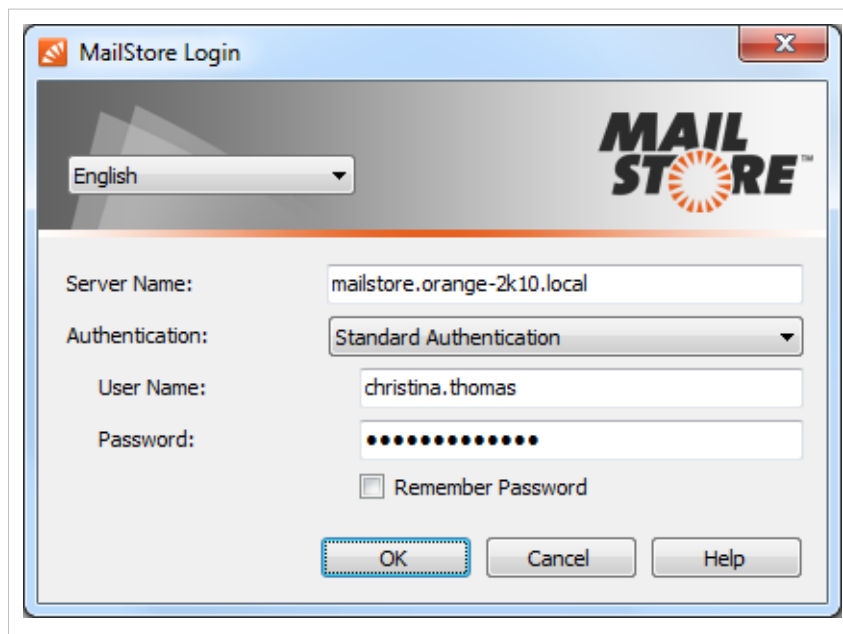 MailStore Login
English
MAIL
STORE™
Server Name: mailstore.orange-2k10.local
Authentication: Standard Authentication
User Name: christina.thomas
Password: •••••••••••••
Remember Password
OK Cancel Help